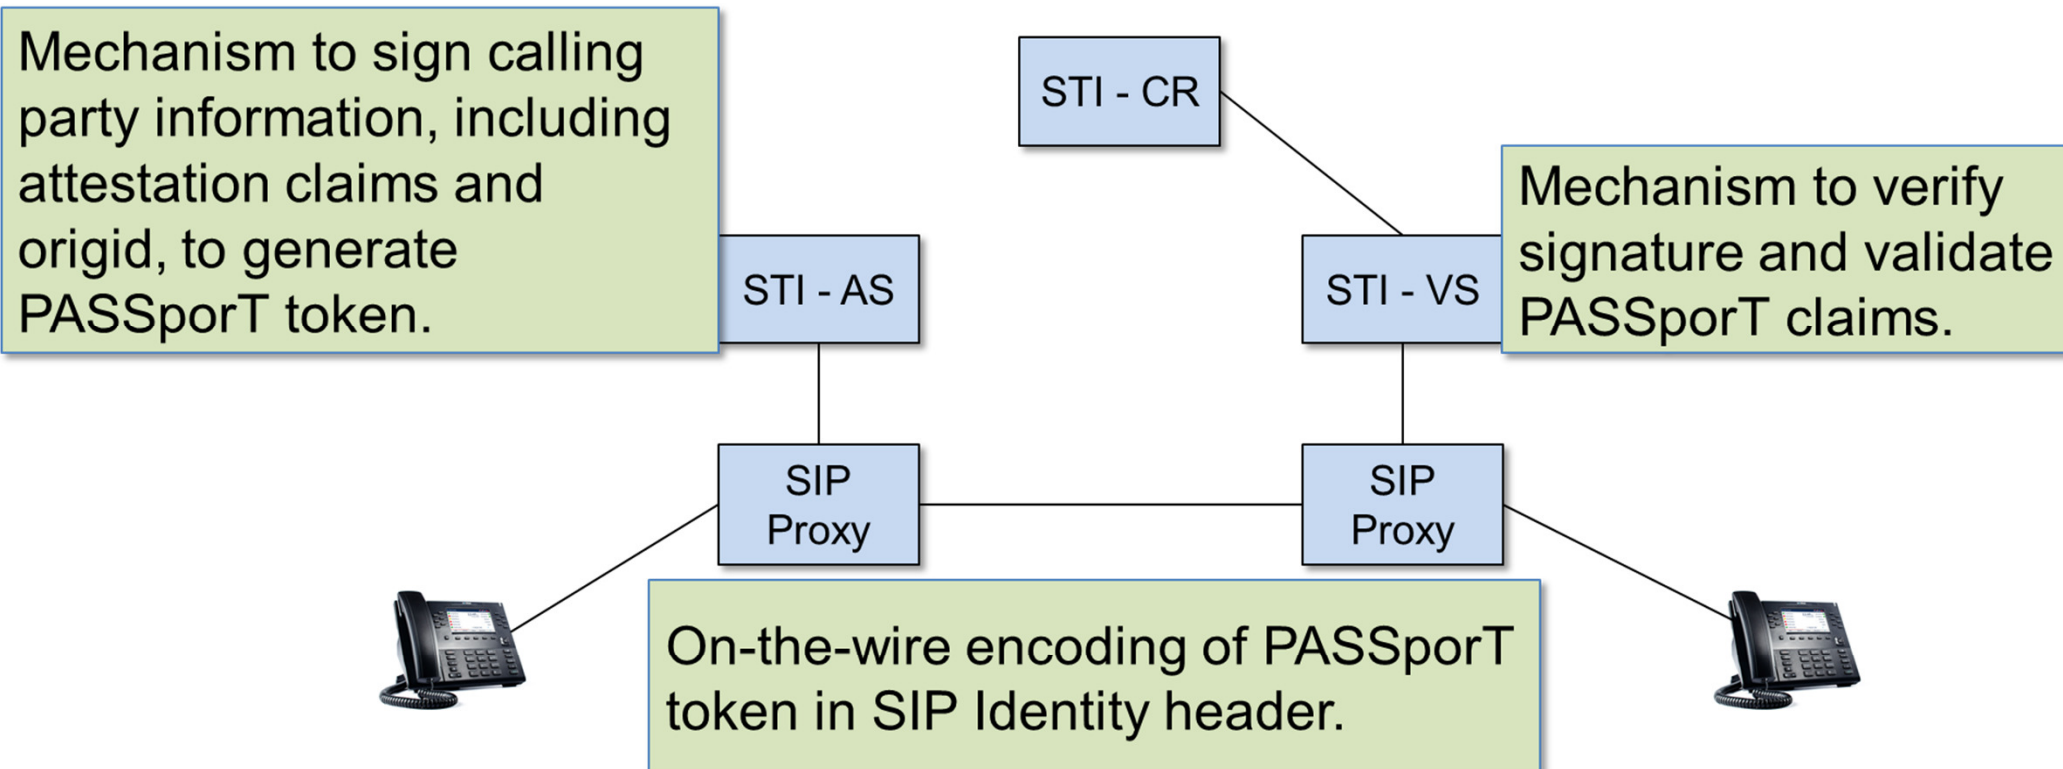 Mechanism to sign calling
party information, including
attestation claims and
origid, to generate
PASSporT token.
STI - CR
Mechanism to verify
signature and validate
PASSporT claims.
STI - AS
STI - VS
SIP
Proxy
SIP
Proxy
On-the-wire encoding of PASSporT
token in SIP Identity header.